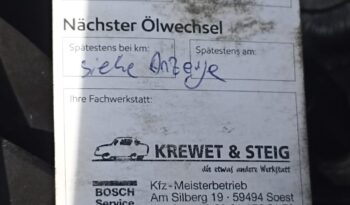 Nächster Ölwechsel
Spätestens bei km: Spätestens am:
siehe Anzeige
Ihre Fachwerkstatt:
KREWET & STEIG
die etwas andere Werkstatt
BOSCH Kfz-Meisterbetrieb
Service Am Silberg 19 · 59494 Soest